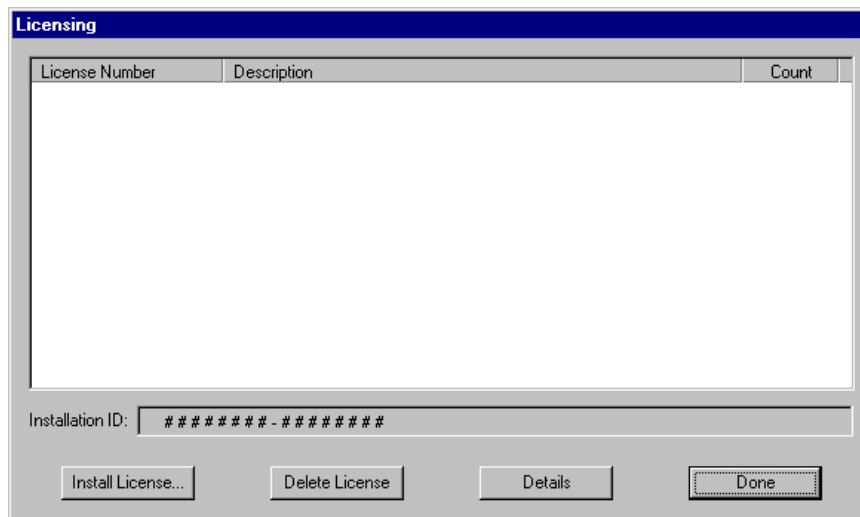 Licensing
License Number Description Count
Installation ID: ########-########
Install License... Delete License Details Done